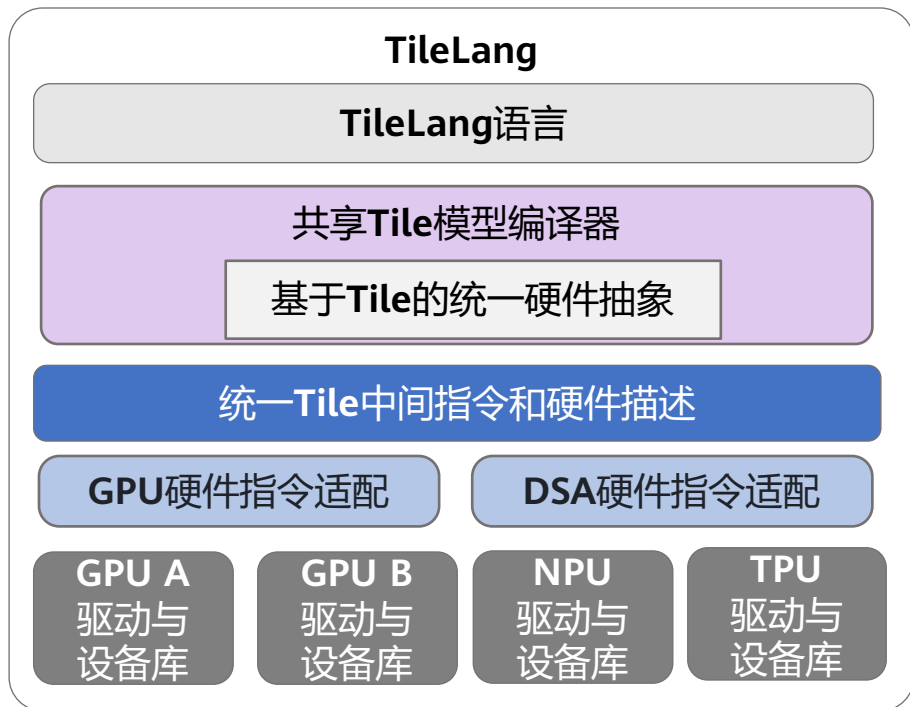 TileLang
TileLang语言
共享Tile模型编译器
基于Tile的统一硬件抽象
统一Tile中间指令和硬件描述
GPU硬件指令适配
DSA硬件指令适配
GPU A
驱动与
设备库
GPU B
驱动与
设备库
NPU
驱动与
设备库
TPU
驱动与
设备库